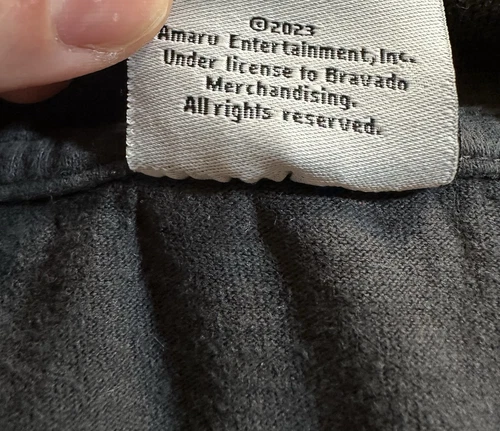 ©2023
Amaru Entertainment, Inc.
Under license to Bravado
Merchandising.
All rights reserved.